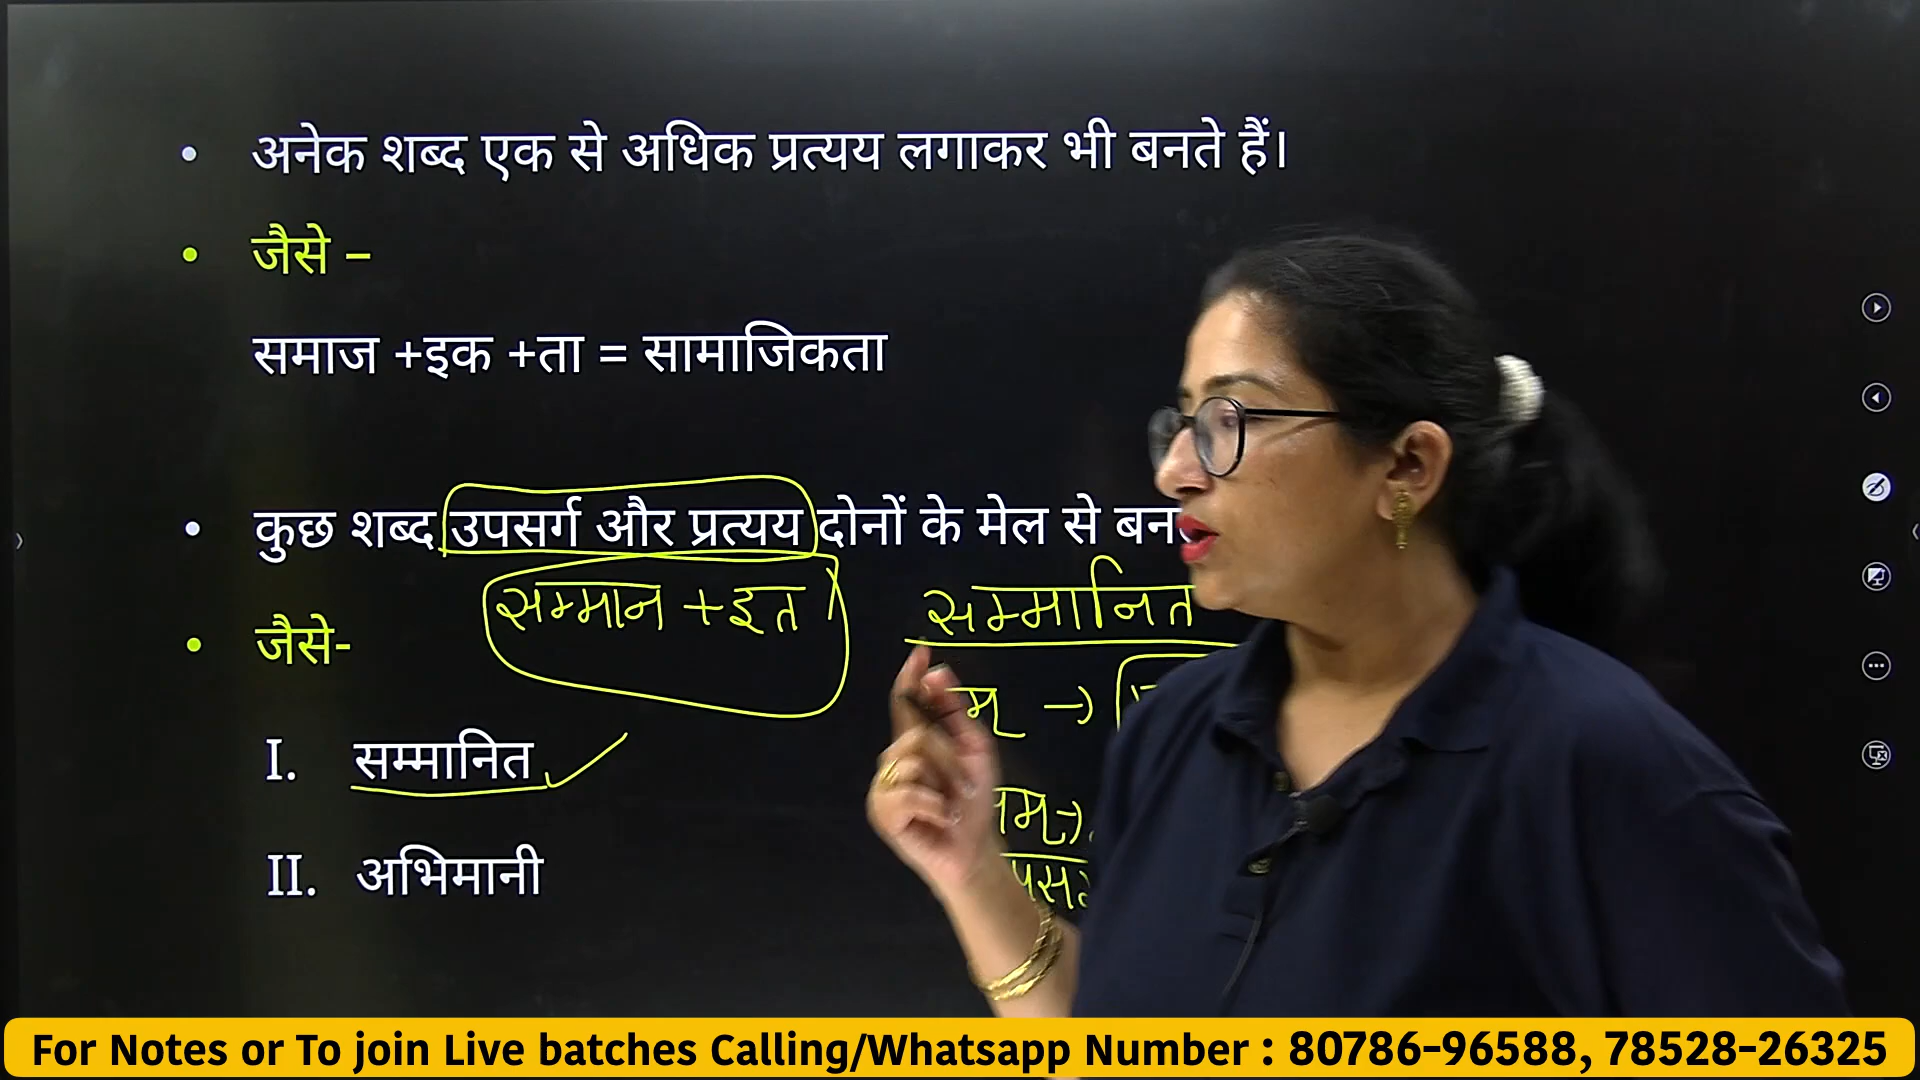 • अनेक शब्द एक से अधिक प्रत्यय लगाकर भी बनते हैं।
• जैसे –
समाज +इक +ता = सामाजिकता
• कुछ शब्द उपसर्ग और प्रत्यय दोनों के मेल से
सम्मान +इत सम्मानित
• जैसे-
I. सम्मानित
II. अभिमानी
For Notes or To join Live batches Calling/Whatsapp Number : 80786-96588, 78528-26325